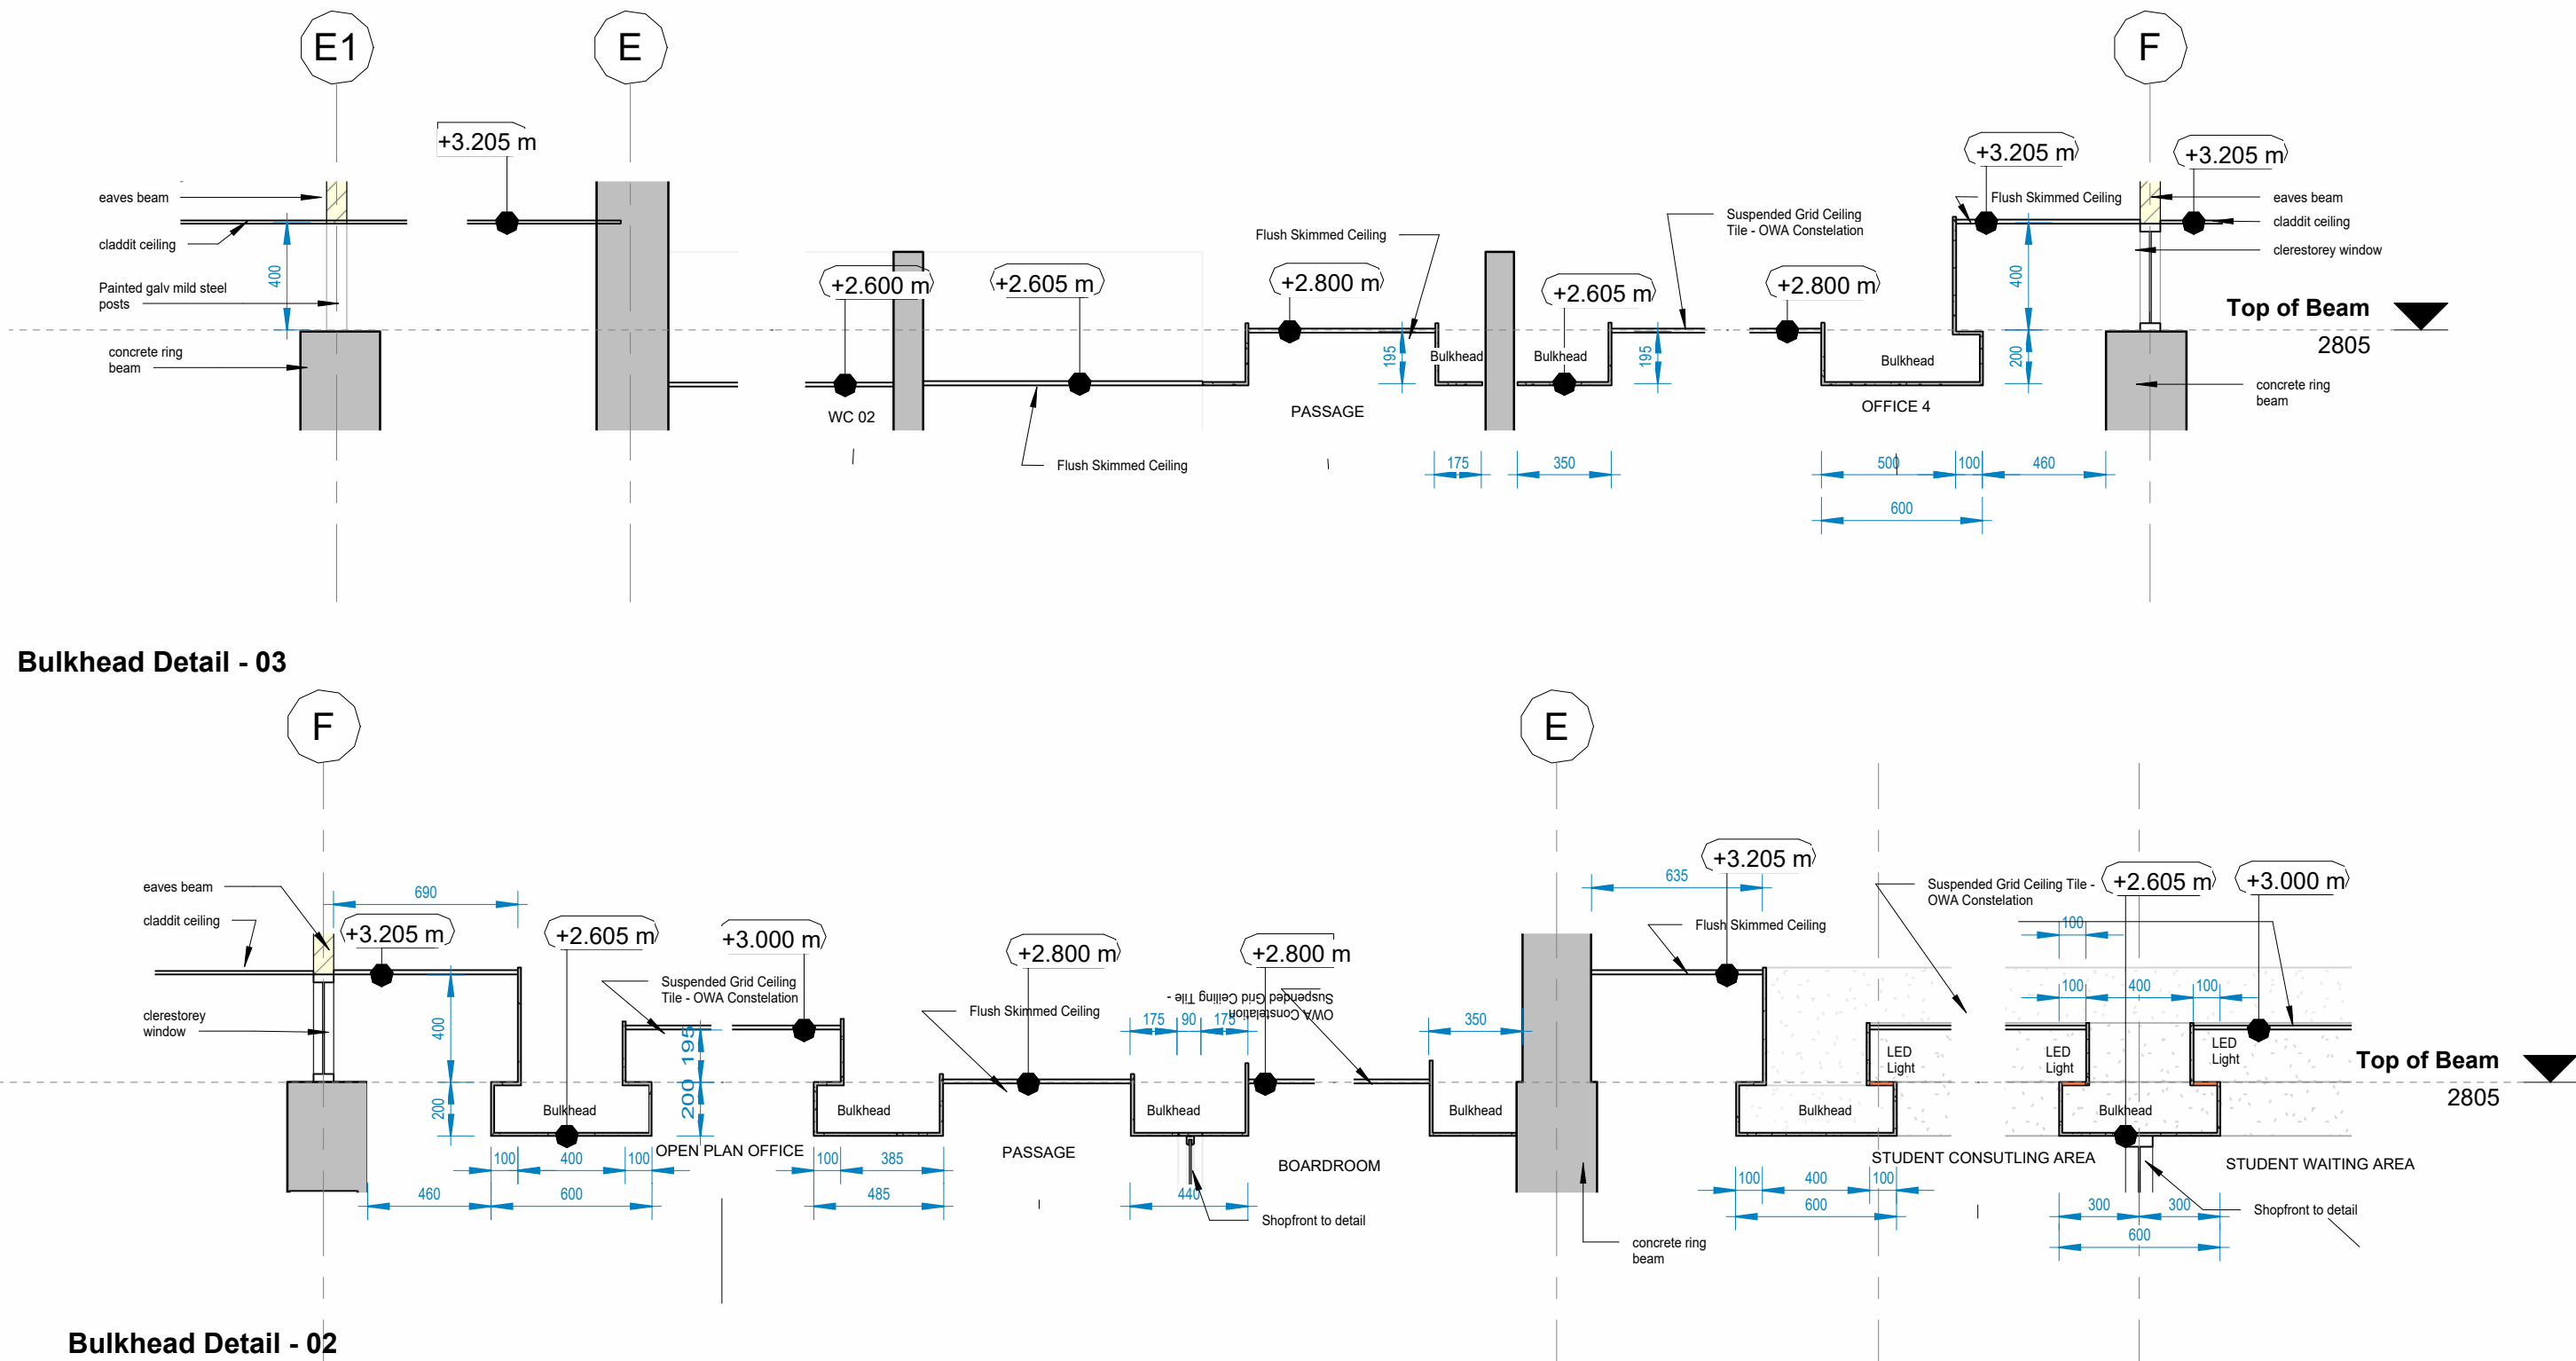 E1
E
F
+3.205 m
+3.205 m
+3.205 m
eaves beam
claddit ceiling
400
Painted galv mild steel
posts
concrete ring
beam
+2.600 m
+2.605 m
WC 02
Flush Skimmed Ceiling
Flush Skimmed Ceiling
+2.800 m
195
Bulkhead
PASSAGE
175
Suspended Grid Ceiling
Tile - OWA Constelation
+2.605 m
Bulkhead
195
350
+2.800 m
Bulkhead
OFFICE 4
Flush Skimmed Ceiling
400
200
500
100
460
600
eaves beam
claddit ceiling
clerestorey window
Top of Beam
2805
concrete ring
beam
Bulkhead Detail - 03
F
E
eaves beam
claddit ceiling
clerestorey
window
690
+3.205 m
400
200
+2.605 m
Bulkhead
100
400
100
460
600
+3.000 m
Suspended Grid Ceiling
Tile - OWA Constelation
195
200
OPEN PLAN OFFICE
Bulkhead
100
385
485
+2.800 m
Flush Skimmed Ceiling
PASSAGE
175
90
175
Bulkhead
440
Shopfront to detail
+2.800 m
Suspended Grid Ceiling Tile -
OWA Constelation
BOARDROOM
350
Bulkhead
concrete ring
beam
635
+3.205 m
Flush Skimmed Ceiling
Bulkhead
100
400
100
600
LED
Light
Suspended Grid Ceiling Tile -
OWA Constelation
STUDENT CONSUTLING AREA
+2.605 m
+3.000 m
100
100
400
100
LED
Light
LED
Light
Bulkhead
STUDENT WAITING AREA
300
300
600
Shopfront to detail
Top of Beam
2805
Bulkhead Detail - 02